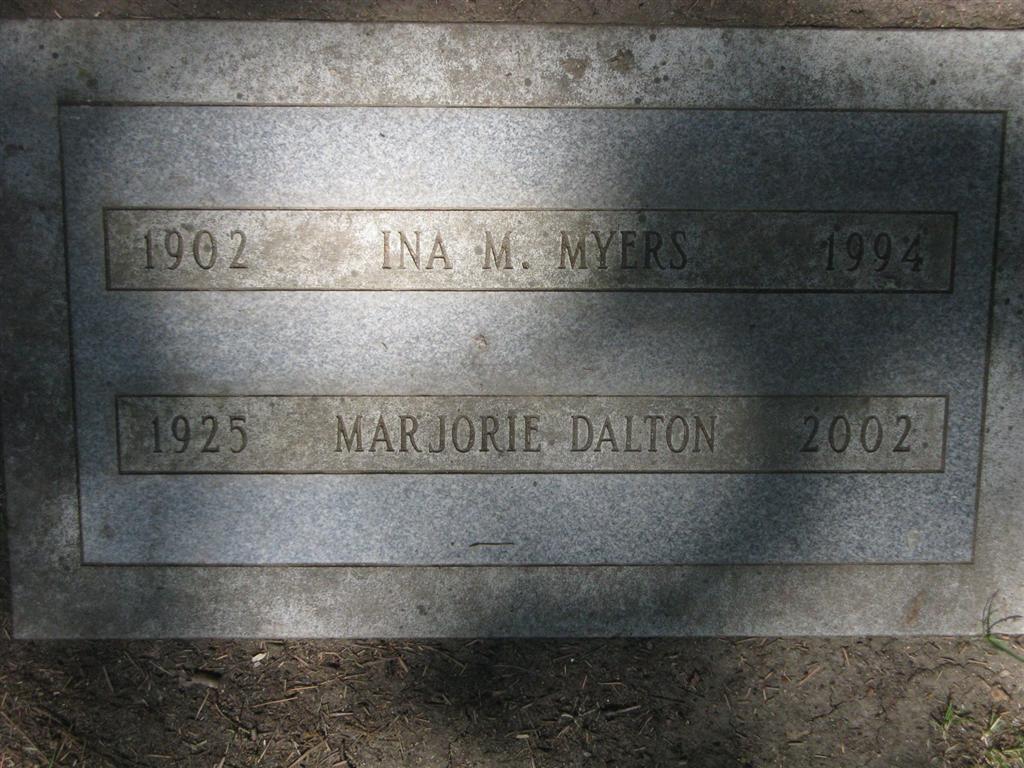 1902 INA M. MYERS 1994
1925 MARJORIE DALTON 2002